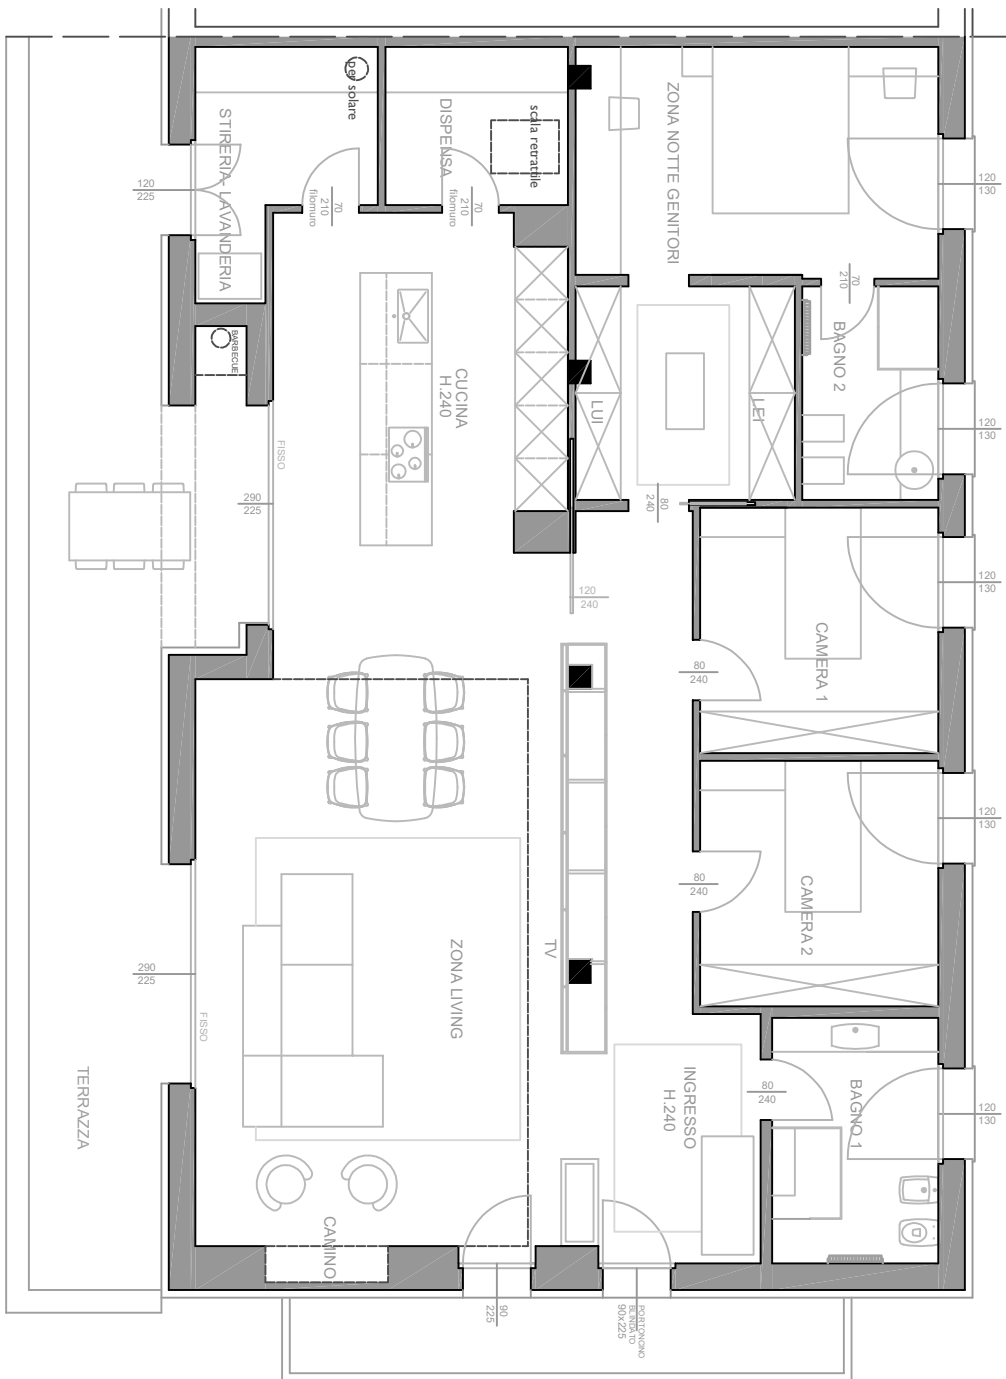 per solare
STIRERIA- LAVANDERIA
DISPENSA
scala retrattile
ZONA NOTTE GENITORI
120
225
70
210
filomuro
70
210
filomuro
120
130
70
210
BAGNO 2
BARBECUE
CUCINA
H.240
LUI
LEI
120
130
FISSO
290
225
80
240
120
240
120
130
CAMERA 1
80
240
120
130
80
240
CAMERA 2
290
225
FISSO
ZONA LIVING
TV
TERRAZZA
INGRESSO
H.240
80
240
BAGNO 1
120
130
CAMINO
90
225
PORTONCINO
BLINDATO
90x225